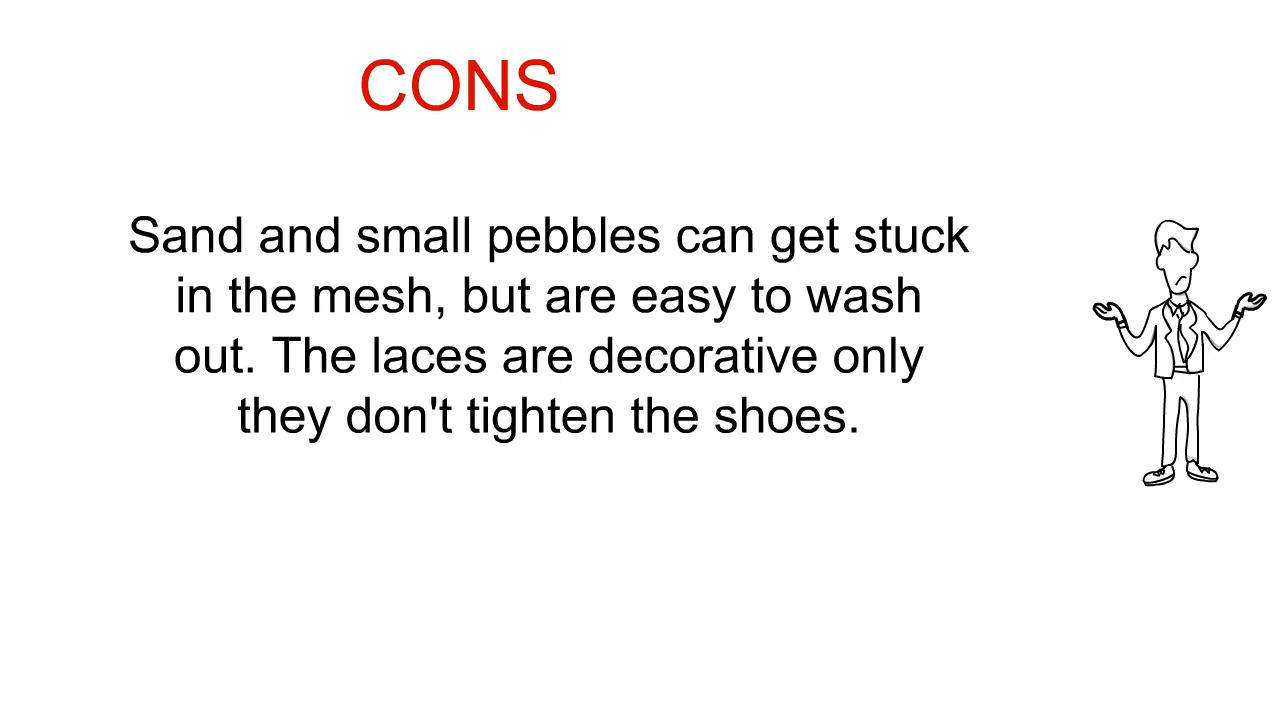 CONS
Sand and small pebbles can get stuck
in the mesh, but are easy to wash
out. The laces are decorative only
they don't tighten the shoes.